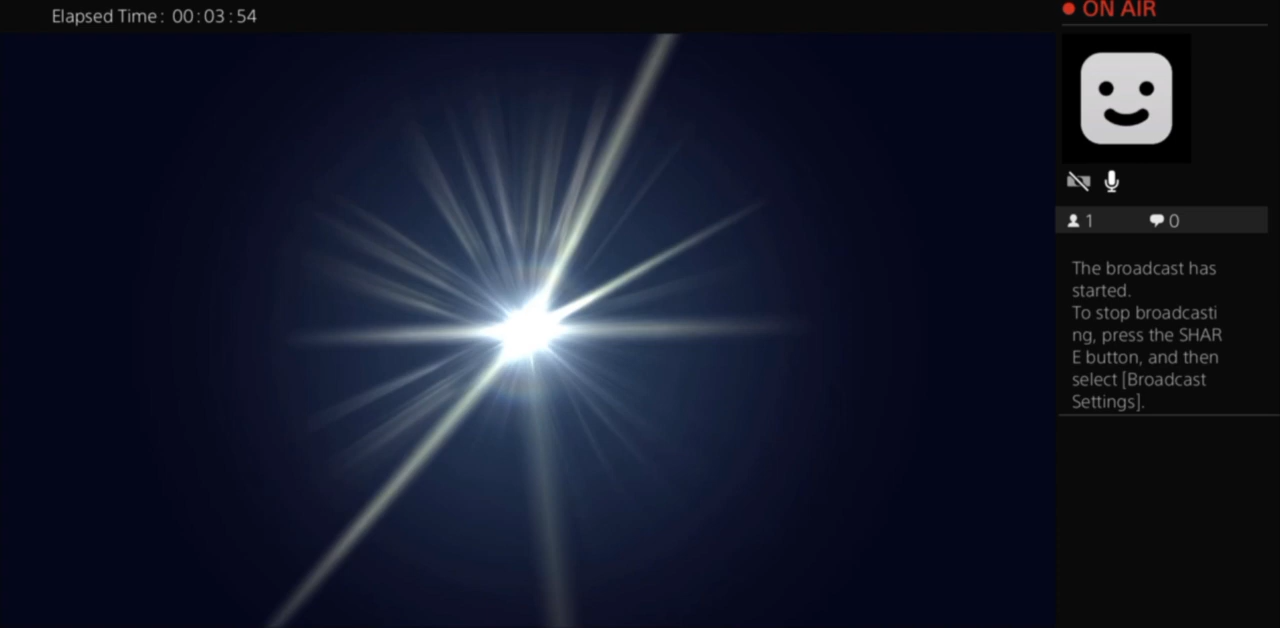 Elapsed Time: 00:03:54
ON AIR
1 0
The broadcast has
started.
To stop broadcasti
ng, press the SHAR
E button, and then
select [Broadcast
Settings].